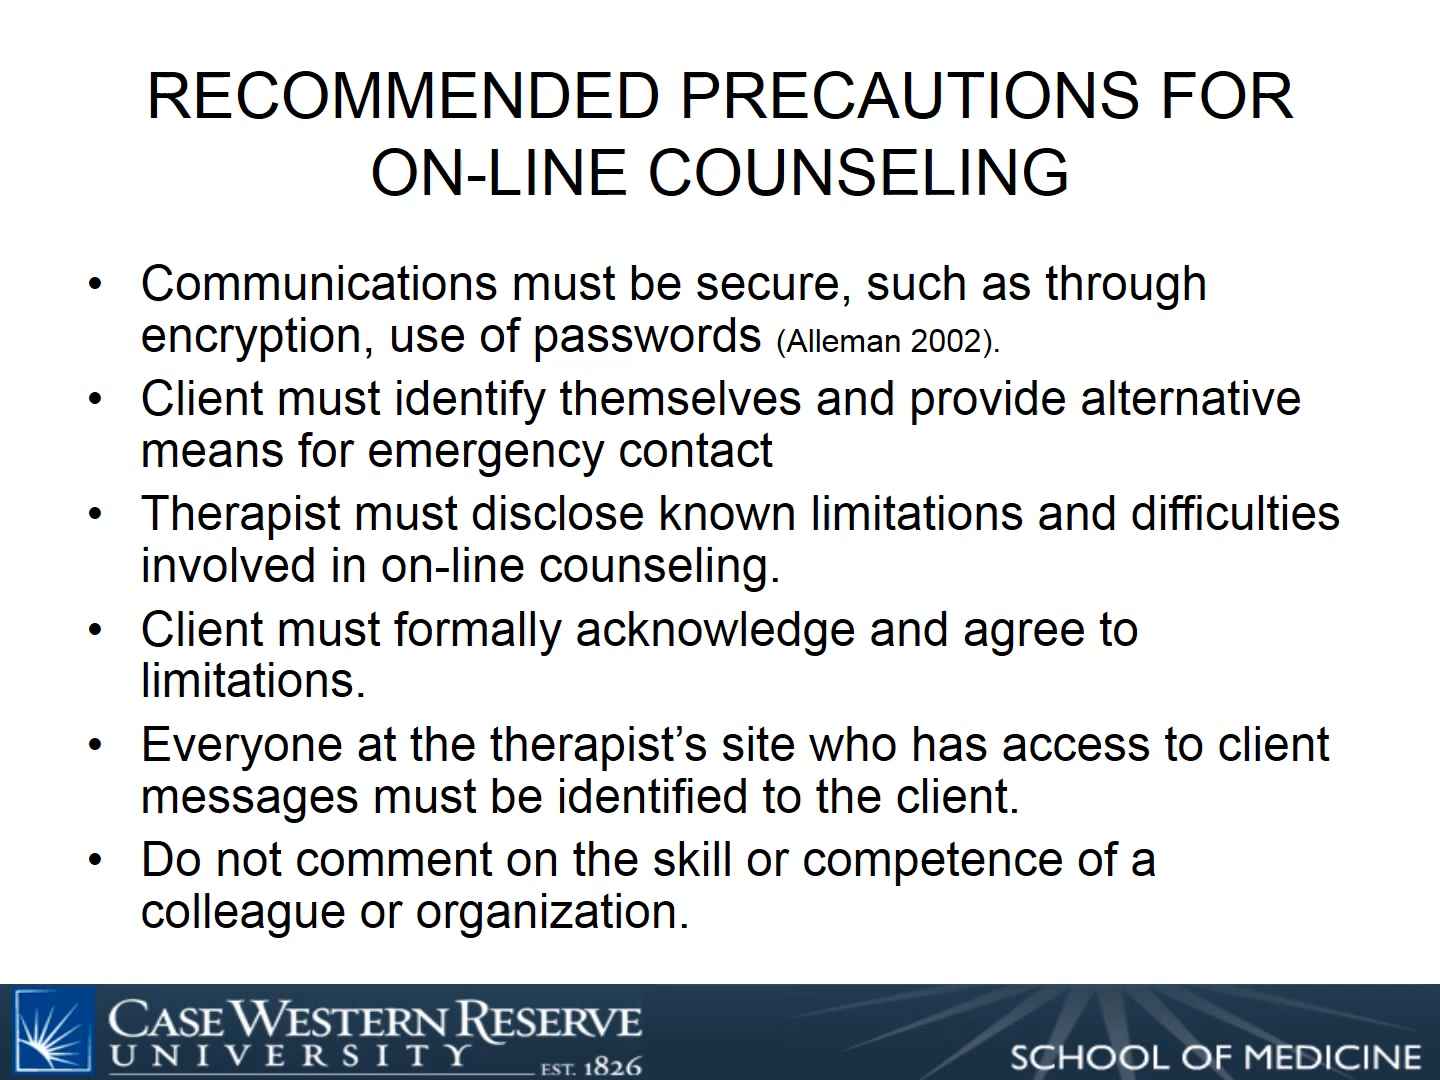 RECOMMENDED PRECAUTIONS FOR
ON-LINE COUNSELING
• Communications must be secure, such as through
encryption, use of passwords (Alleman 2002).
• Client must identify themselves and provide alternative
means for emergency contact
• Therapist must disclose known limitations and difficulties
involved in on-line counseling.
• Client must formally acknowledge and agree to
limitations.
• Everyone at the therapist’s site who has access to client
messages must be identified to the client.
• Do not comment on the skill or competence of a
colleague or organization.
CASE WESTERN RESERVE
UNIVERSITY
EST. 1826
SCHOOL OF MEDICINE